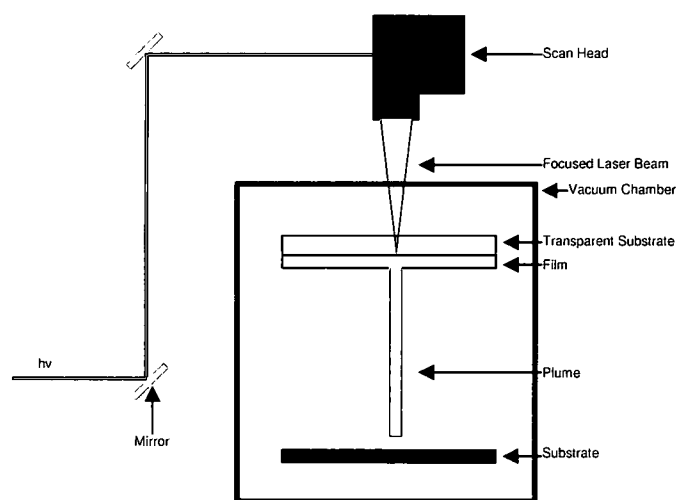 Scan Head
Focused Laser Beam
Vacuum Chamber
Transparent Substrate
Film
hv
Plume
Mirror
Substrate